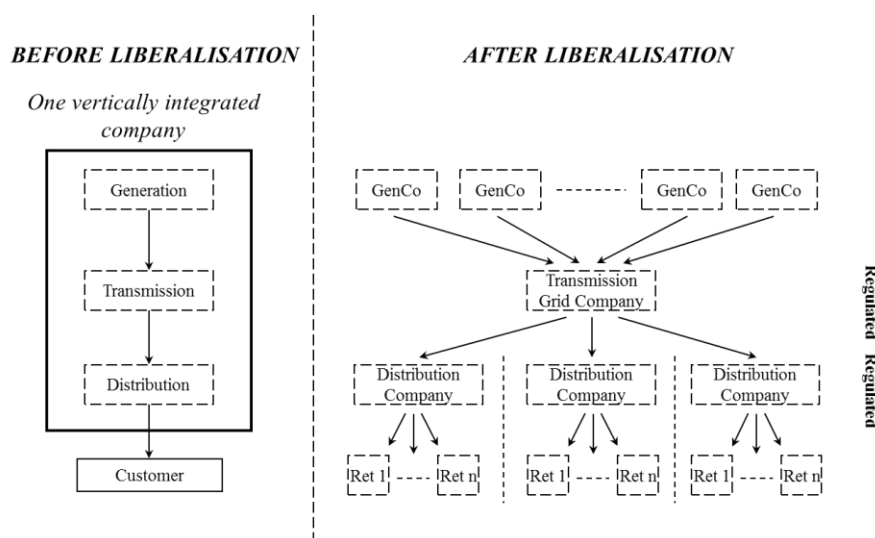 BEFORE LIBERALISATION
AFTER LIBERALISATION
One vertically integrated
company
Generation
Transmission
Distribution
Customer
GenCo
GenCo
GenCo
GenCo
Transmission
Grid Company
Regulated
Distribution
Company
Distribution
Company
Distribution
Company
Regulated
Ret 1
Ret n
Ret 1
Ret n
Ret 1
Ret n